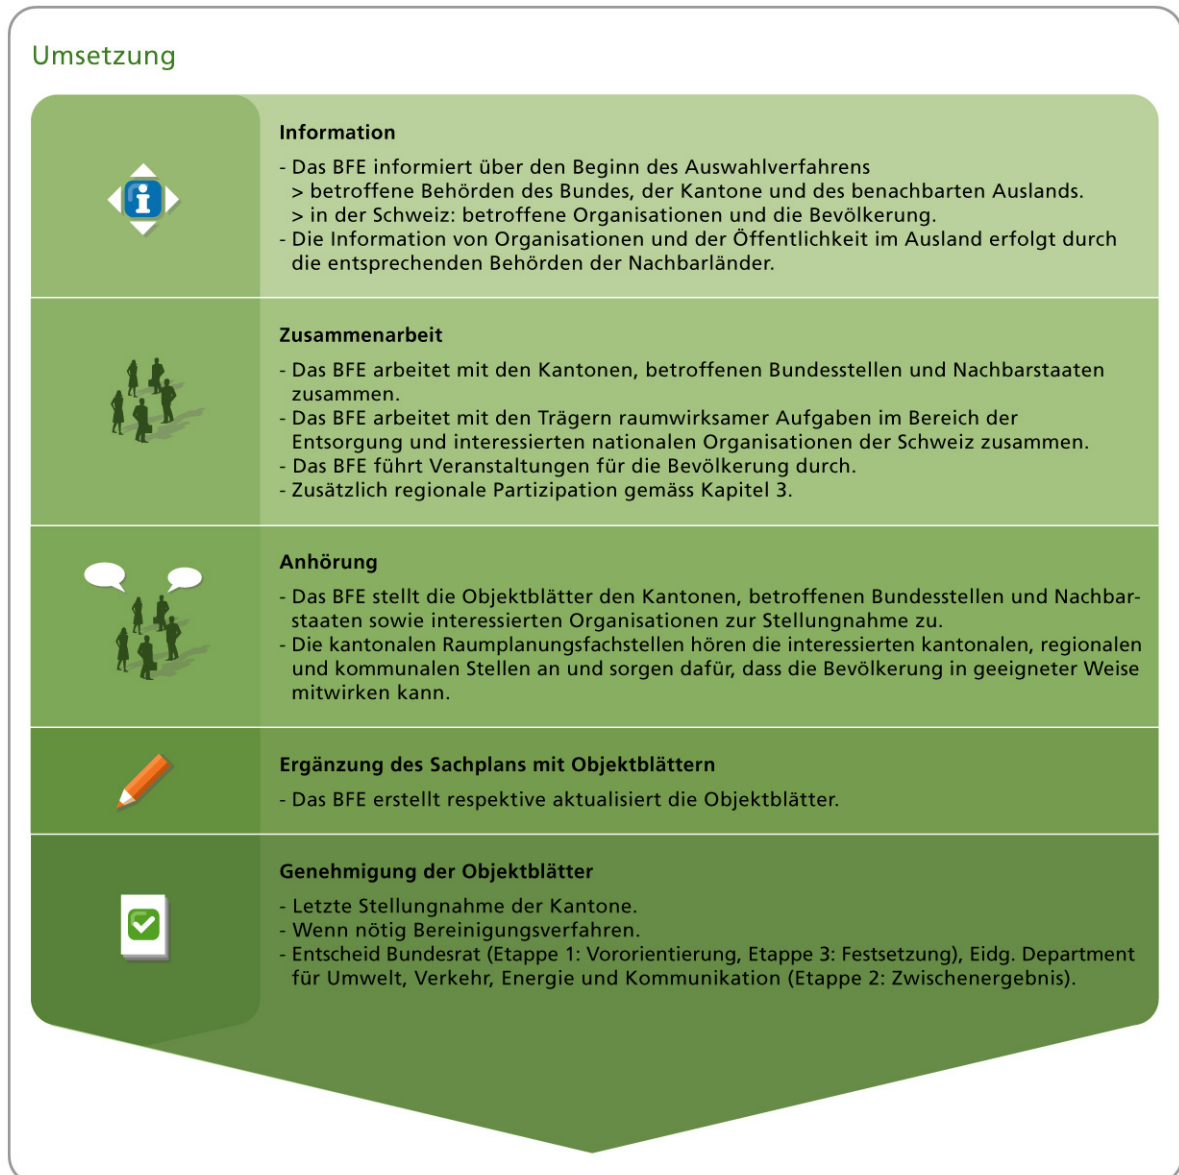 Umsetzung
Information
- Das BFE informiert über den Beginn des Auswahlverfahrens
> betroffene Behörden des Bundes, der Kantone und des benachbarten Auslands.
> in der Schweiz: betroffene Organisationen und die Bevölkerung.
- Die Information von Organisationen und der Öffentlichkeit im Ausland erfolgt durch
die entsprechenden Behörden der Nachbarländer.
Zusammenarbeit
- Das BFE arbeitet mit den Kantonen, betroffenen Bundesstellen und Nachbarstaaten
zusammen.
- Das BFE arbeitet mit den Trägern raumwirksamer Aufgaben im Bereich der
Entsorgung und interessierten nationalen Organisationen der Schweiz zusammen.
- Das BFE führt Veranstaltungen für die Bevölkerung durch.
- Zusätzlich regionale Partizipation gemäss Kapitel 3.
Anhörung
- Das BFE stellt die Objektblätter den Kantonen, betroffenen Bundesstellen und Nachbar-
staaten sowie interessierten Organisationen zur Stellungnahme zu.
- Die kantonalen Raumplanungsfachstellen hören die interessierten kantonalen, regionalen
und kommunalen Stellen an und sorgen dafür, dass die Bevölkerung in geeigneter Weise
mitwirken kann.
Ergänzung des Sachplans mit Objektblättern
- Das BFE erstellt respektive aktualisiert die Objektblätter.
Genehmigung der Objektblätter
- Letzte Stellungnahme der Kantone.
- Wenn nötig Bereinigungsverfahren.
- Entscheid Bundesrat (Etappe 1: Vororientierung, Etappe 3: Festsetzung), Eidg. Department
für Umwelt, Verkehr, Energie und Kommunikation (Etappe 2: Zwischenergebnis).